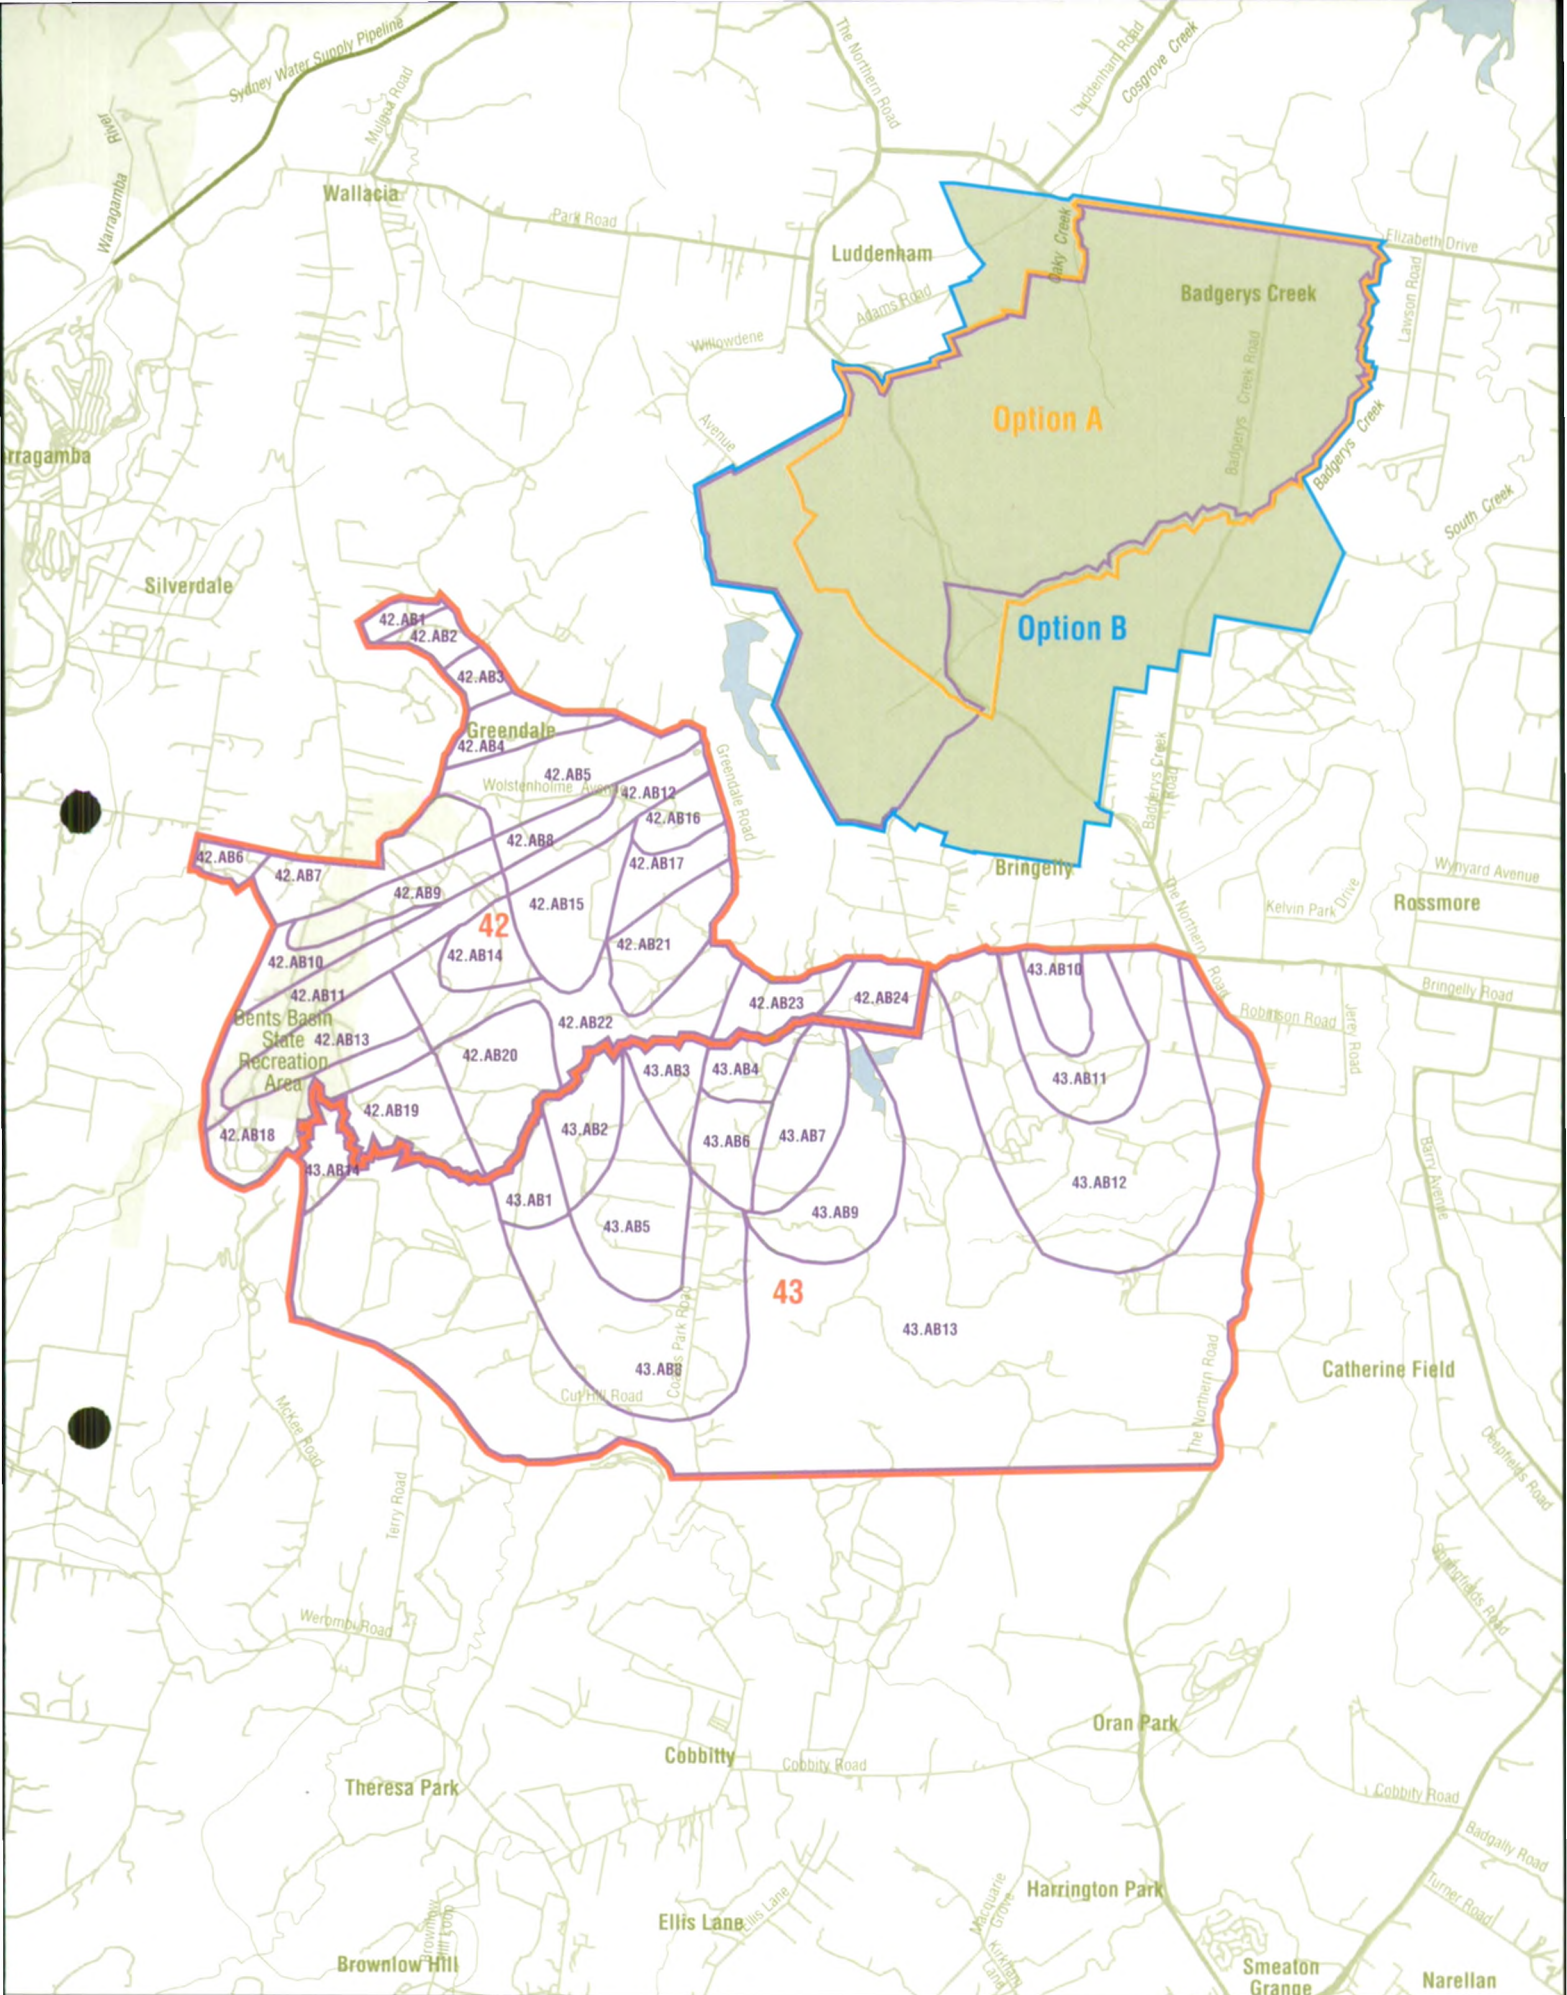 Sydney Water Supply Pipeline
Mulgoa Road
The Northern Road
Luddenham Road
Cosgrove Creek
River
Warragamba
Wallacia
Park Road
Luddenham
Oaky Creek
Elizabeth Drive
Adams Road
Badgerys Creek
Lawson Road
Willowdene
Avenue
Badgerys Creek Road
Option A
Badgerys Creek
rragamba
South Creek
Silverdale
Option B
42.AB1
42.AB2
42.AB3
Greendale
42.AB4
42.AB5
Wolstenholme Avenue
42.AB12
Greendale Road
Badgerys Creek
Road
42.AB16
42.AB8
42.AB6
42.AB7
42.AB17
Bringelly
Wynyard Avenue
42.AB9
42.AB15
Kelvin Park Drive
Rossmore
42
The Northern Road
42.AB14
42.AB21
42.AB10
43.AB10
42.AB11
42.AB23
42.AB24
Bringelly Road
Bents Basin
State
Recreation
Area
42.AB13
42.AB22
Robinson Road
Jerey Road
42.AB20
43.AB3
43.AB4
43.AB11
42.AB19
42.AB18
43.AB2
43.AB6
43.AB7
43.AB14
Barry Avenue
43.AB1
43.AB12
43.AB5
43.AB9
43
43.AB13
43.AB8
Coates Park Road
Cut Hill Road
The Northern Road
Catherine Field
McKee Road
Terry Road
Deepfields Road
Springfields Road
Werombi Road
Oran Park
Cobbitty
Cobbity Road
Theresa Park
Cobbity Road
Badgally Road
Turner Road
Harrington Park
Macquarie
Grove
Ellis Lane
Ellis Lane
Kirkham
Lane
Brownlow
Hill Loop
Brownlow Hill
Smeaton
Grange
Narellan